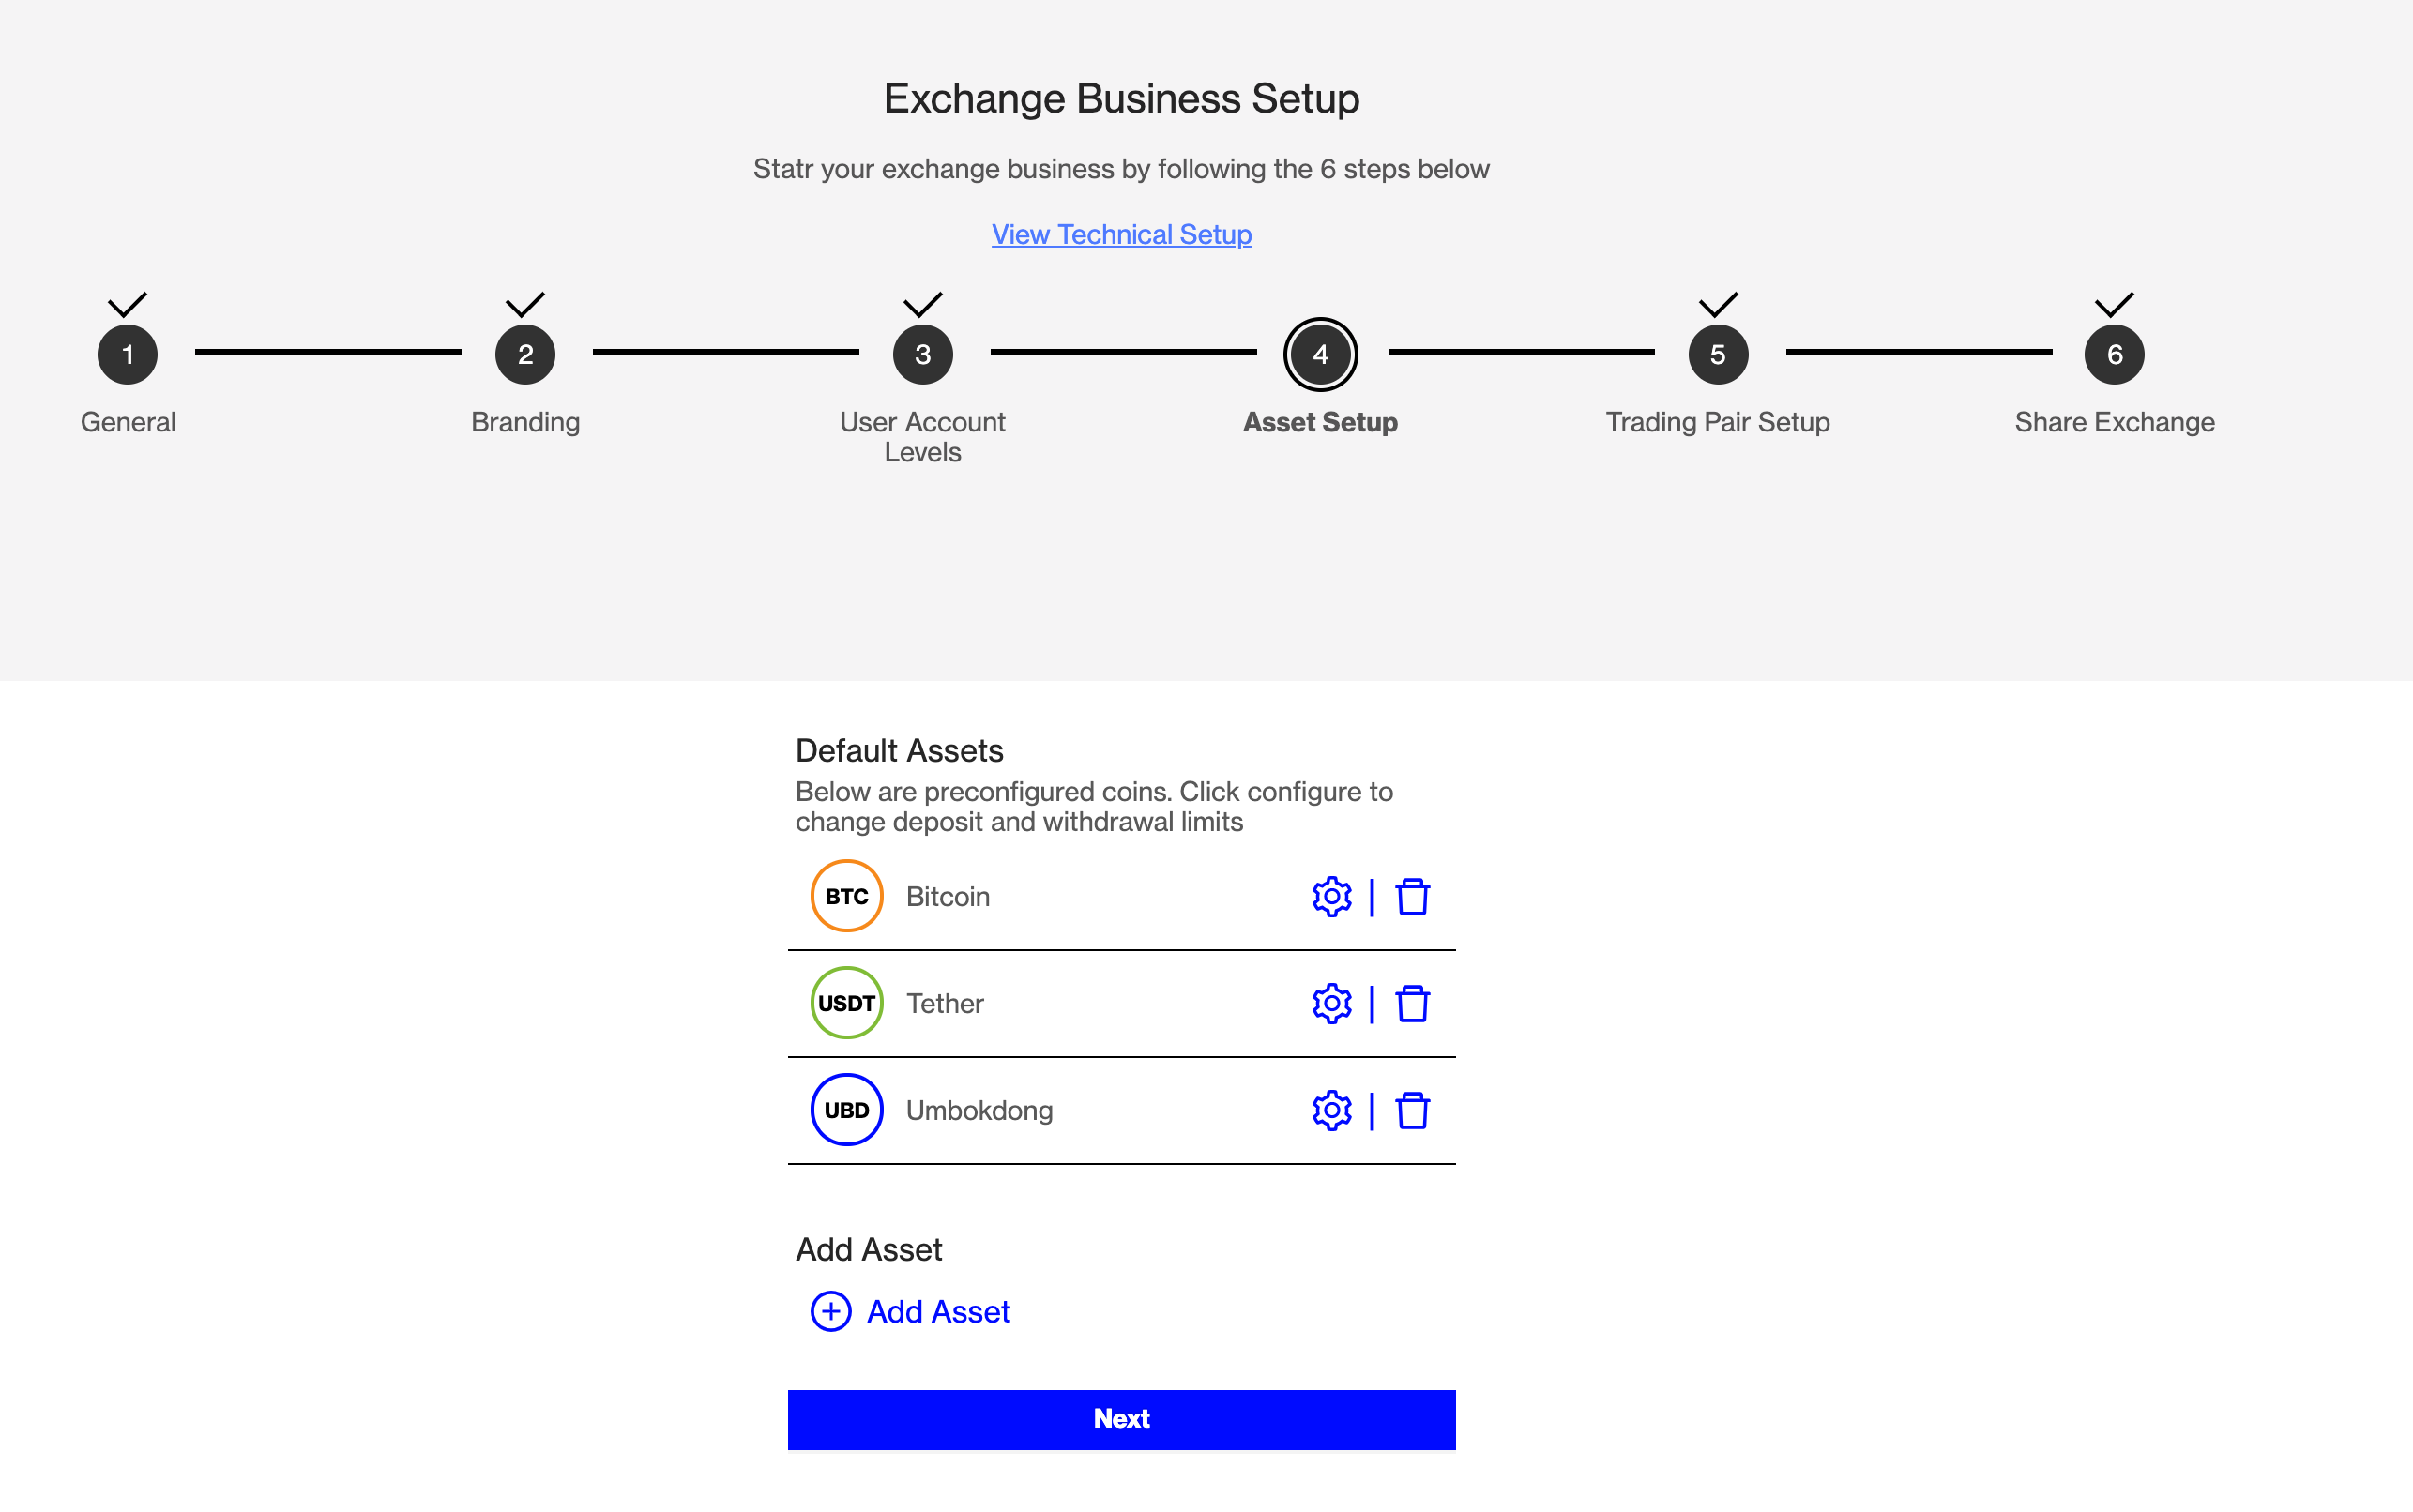 Exchange Business Setup
Statr your exchange business by following the 6 steps below
View Technical Setup
1
2
3
4
5
6
General
Branding
User Account
Levels
Asset Setup
Trading Pair Setup
Share Exchange
Default Assets
Below are preconfigured coins. Click configure to
change deposit and withdrawal limits
BTC Bitcoin
USDT Tether
UBD Umbokdong
Add Asset
Add Asset
Next